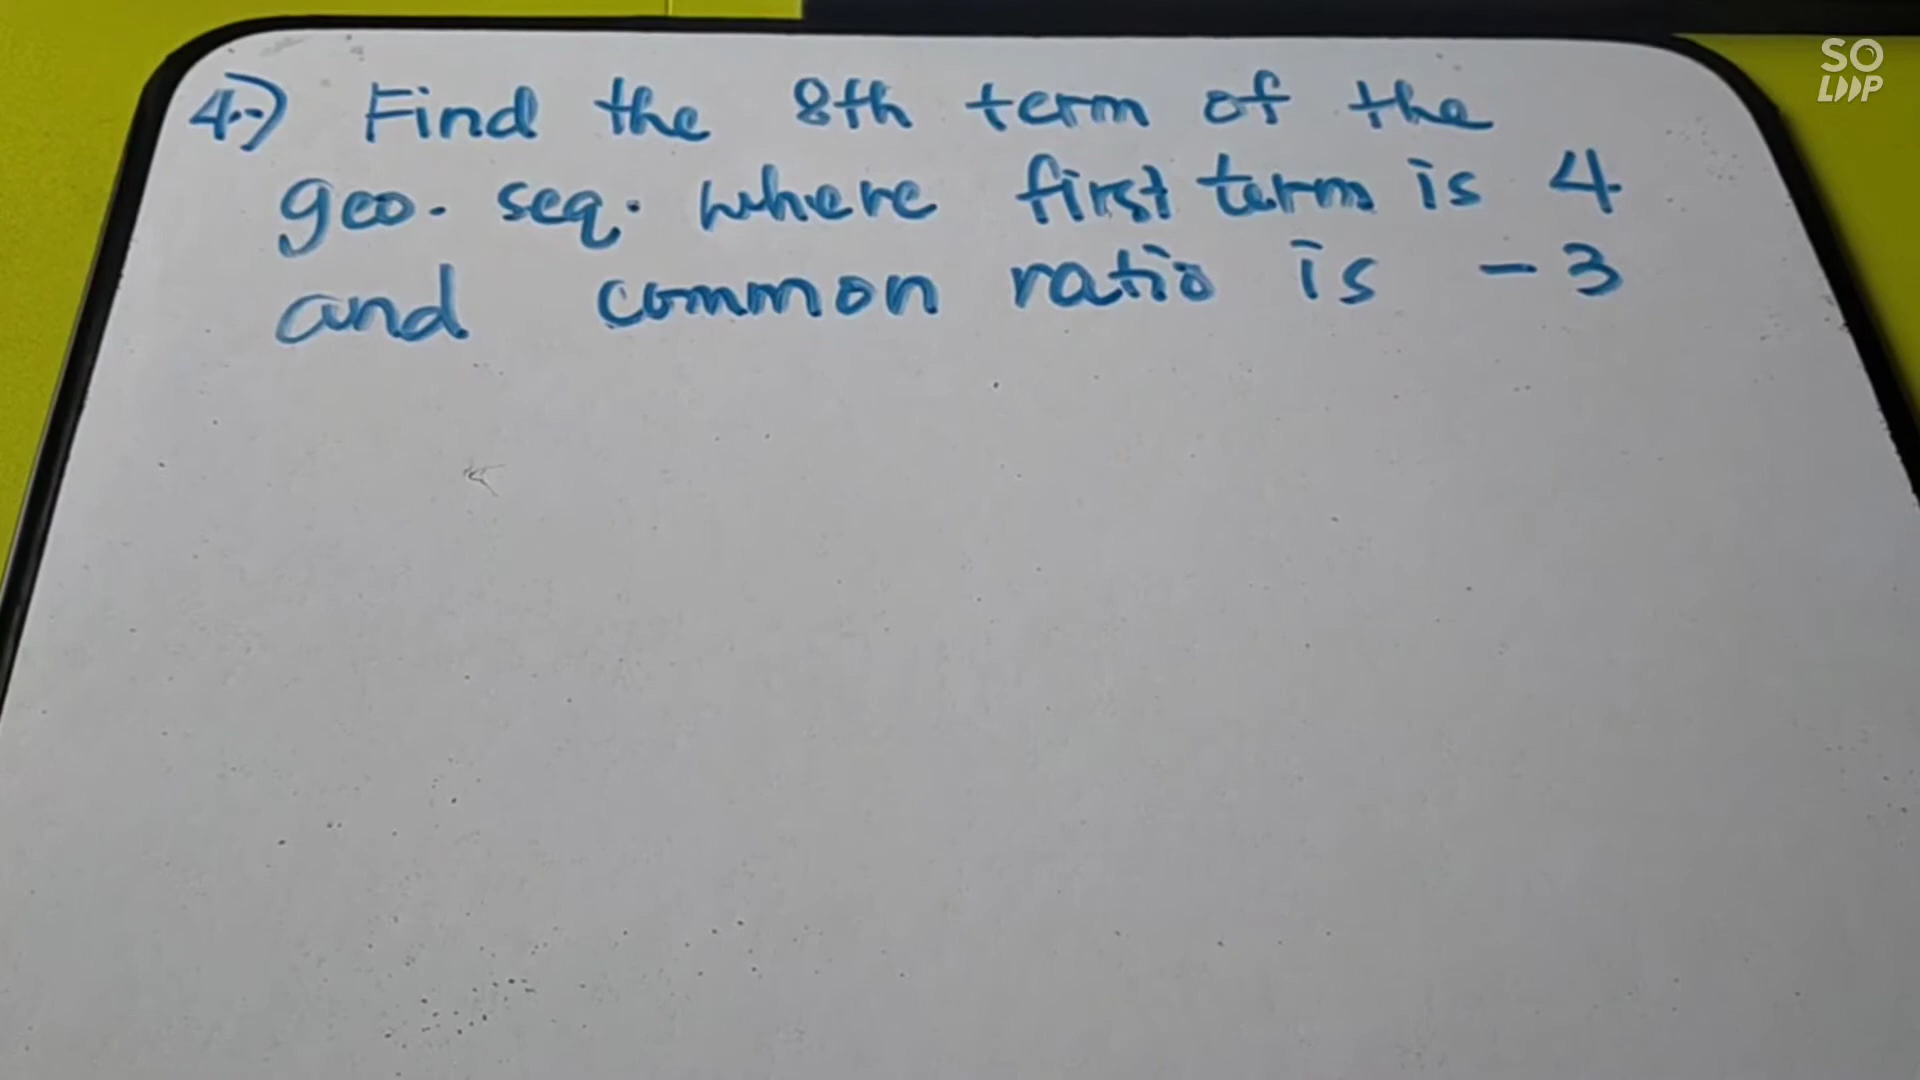 4.) Find the 8th term of the
geo. seq. where first term is 4
and common ratio is -3
SO
LOOP